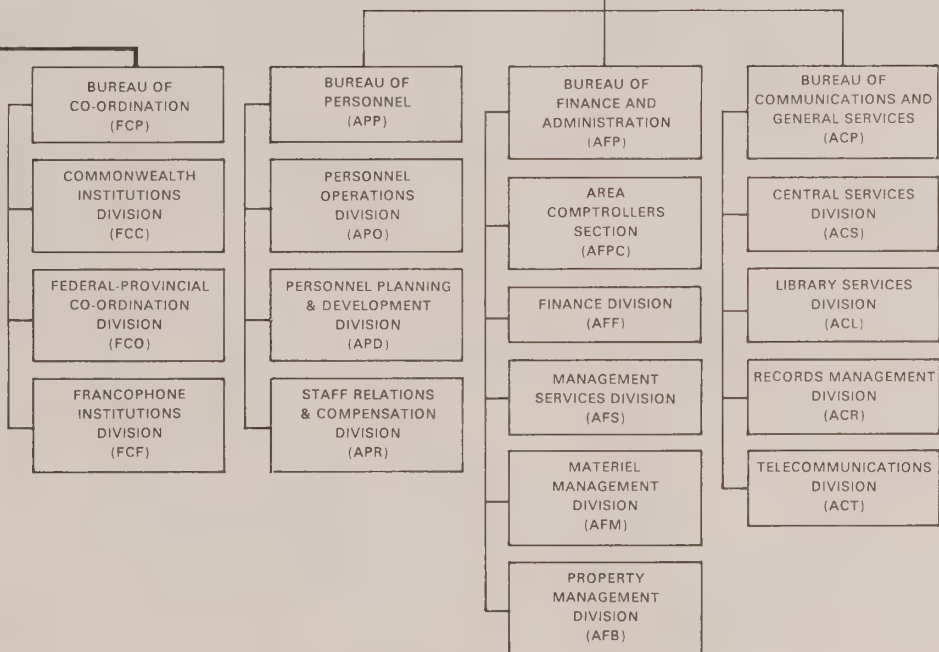 BUREAU OF
CO-ORDINATION
(FCP)
COMMONWEALTH
INSTITUTIONS
DIVISION
(FCC)
FEDERAL-PROVINCIAL
CO-ORDINATION
DIVISION
(FCO)
FRANCOPHONE
INSTITUTIONS
DIVISION
(FCF)
BUREAU OF
PERSONNEL
(APP)
PERSONNEL
OPERATIONS
DIVISION
(APO)
PERSONNEL PLANNING
& DEVELOPMENT
DIVISION
(APD)
STAFF RELATIONS
& COMPENSATION
DIVISION
(APR)
BUREAU OF
FINANCE AND
ADMINISTRATION
(AFP)
AREA
COMPTROLLERS
SECTION
(AFPC)
FINANCE DIVISION
(AFF)
MANAGEMENT
SERVICES DIVISION
(AFS)
MATERIEL
MANAGEMENT
DIVISION
(AFM)
PROPERTY
MANAGEMENT
DIVISION
(AFB)
BUREAU OF
COMMUNICATIONS AND
GENERAL SERVICES
(ACP)
CENTRAL SERVICES
DIVISION
(ACS)
LIBRARY SERVICES
DIVISION
(ACL)
RECORDS MANAGEMENT
DIVISION
(ACR)
TELECOMMUNICATIONS
DIVISION
(ACT)